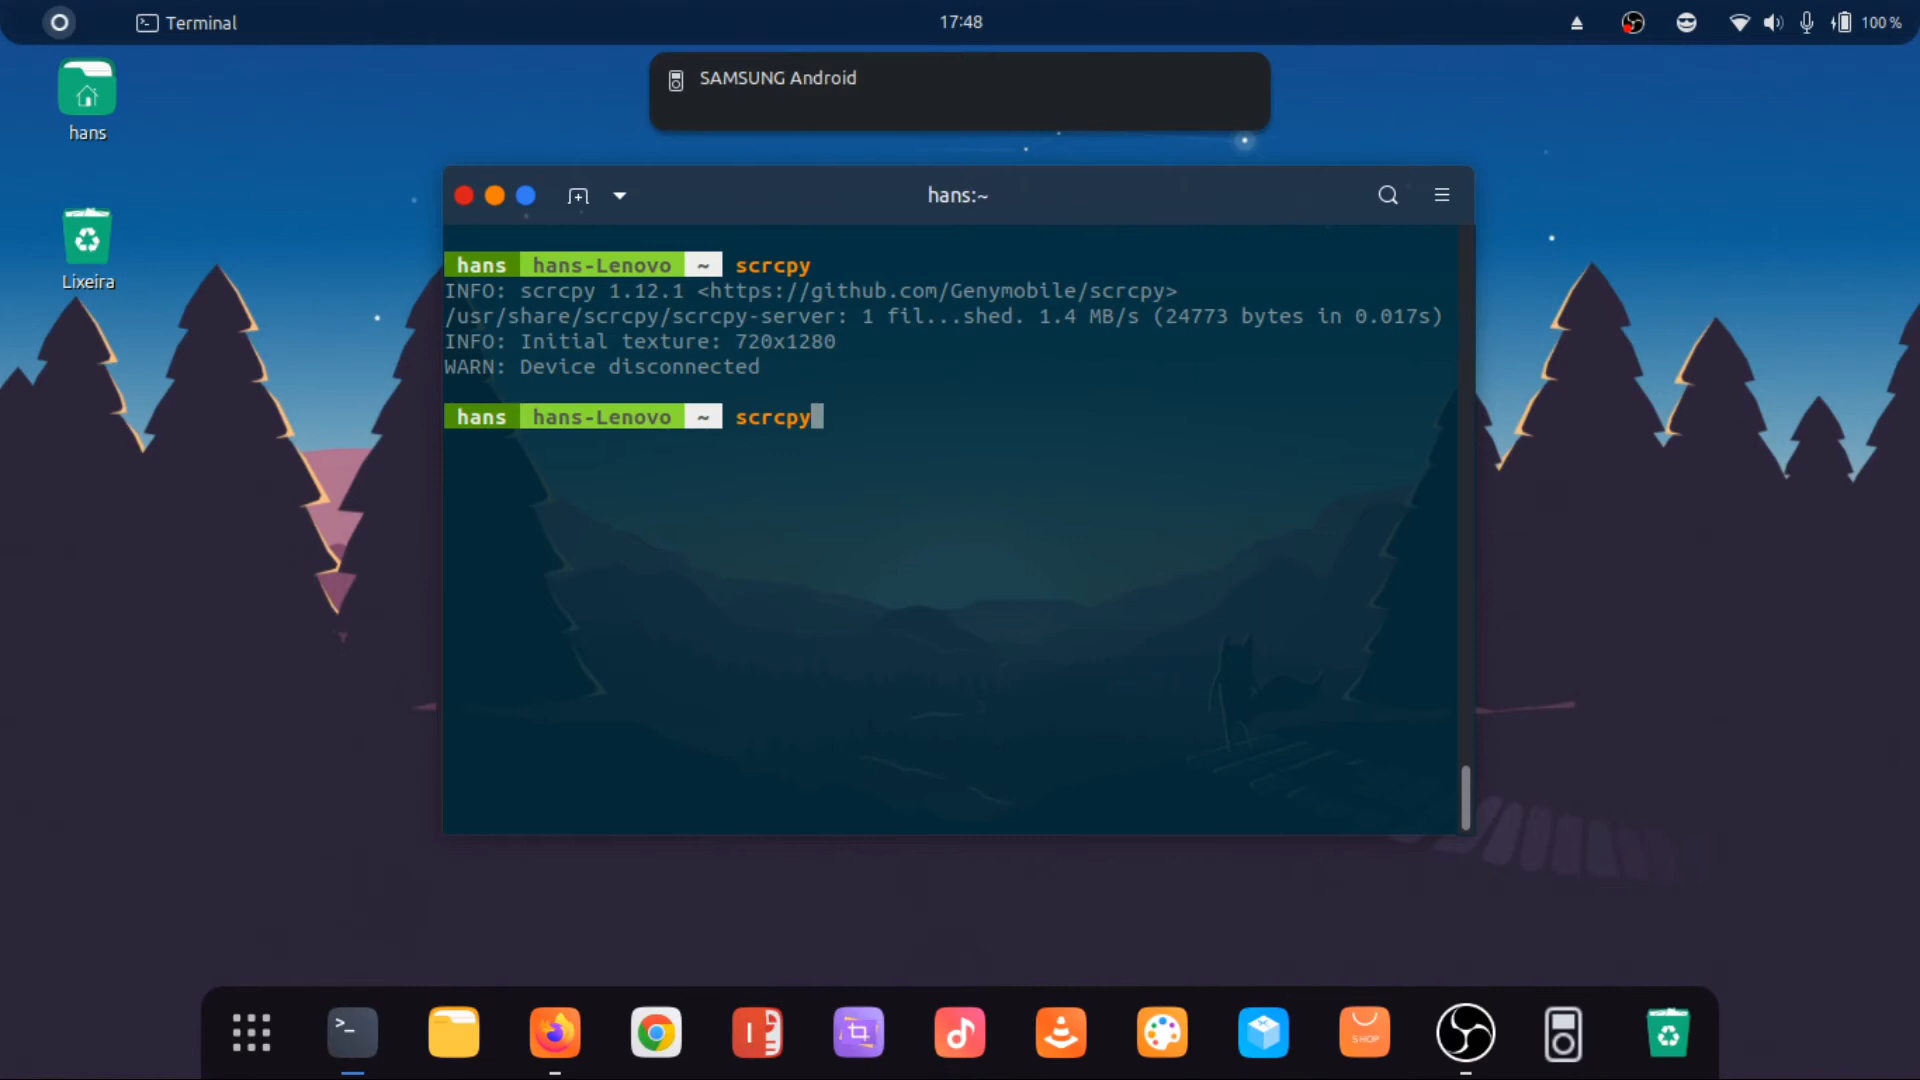 Terminal
17:48
100 %
SAMSUNG Android
hans
Lixeira
hans:~
hans hans-Lenovo ~ scrcpy
INFO: scrcpy 1.12.1 <https://github.com/Genymobile/scrcpy>
/usr/share/scrcpy/scrcpy-server: 1 fil...shed. 1.4 MB/s (24773 bytes in 0.017s)
INFO: Initial texture: 720x1280
WARN: Device disconnected
hans hans-Lenovo ~ scrcpy
>_
SHOP